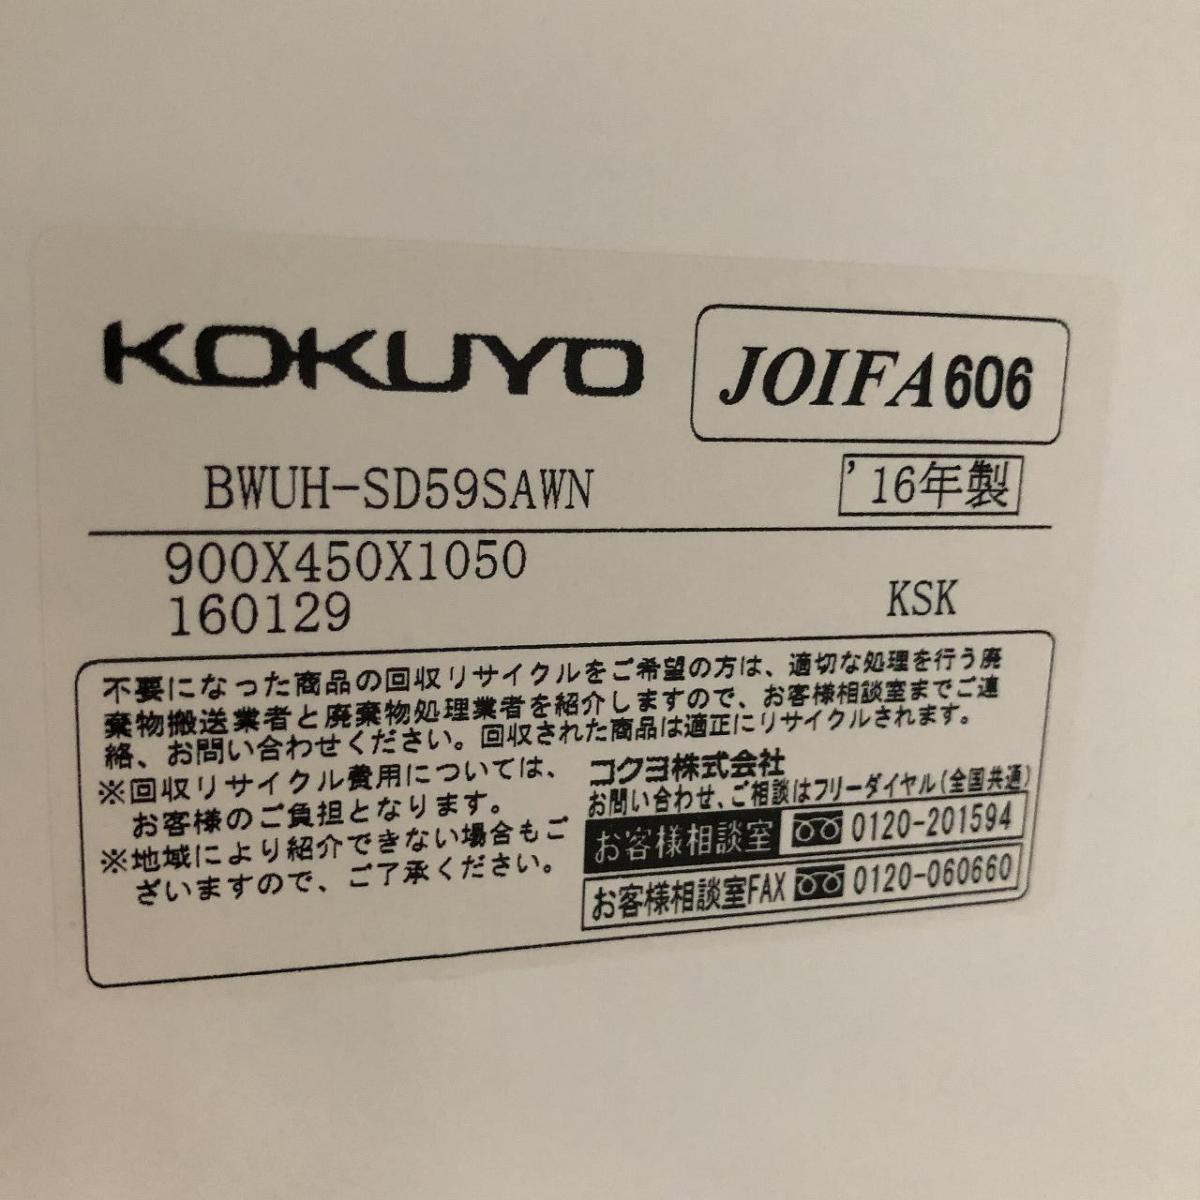 KOKUYO
JOIFA606
BWUH-SD59SAWN
'16年製
900X450X1050
160129
KSK
不要になった商品の回収リサイクルをご希望の方は、適切な処理を行う廃
棄物搬送業者と廃棄物処理業者を紹介しますので、お客様相談室までご連
絡、お問い合わせください。回収された商品は適正にリサイクルされます。
※回収リサイクル費用については、
お客様のご負担となります。
※地域により紹介できない場合もご
ざいますので、ご了承ください。
コクヨ株式会社
お問い合わせ、ご相談はフリーダイヤル(全国共通)
お客様相談室 0120-201594
お客様相談室FAX 0120-060660